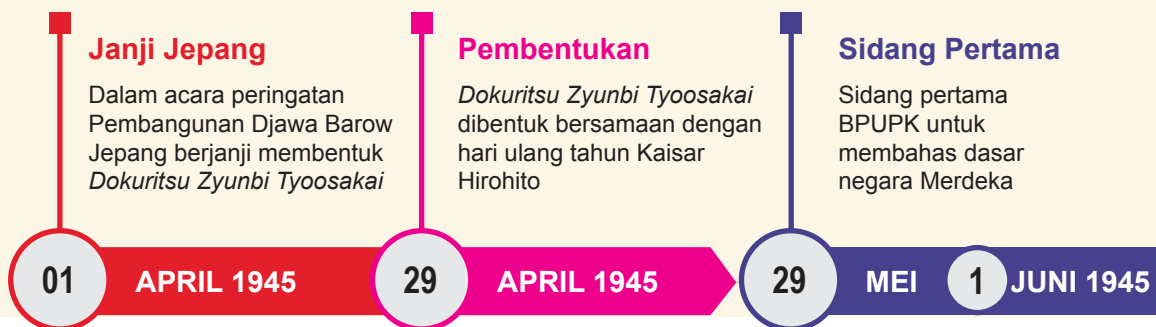 Janji Jepang
Dalam acara peringatan
Pembangunan Djawa Barow
Jepang berjanji membentuk
Dokuritsu Zyunbi Tyoosakai
01 APRIL 1945
Pembentukan
Dokuritsu Zyunbi Tyoosakai
dibentuk bersamaan dengan
hari ulang tahun Kaisar
Hirohito
29 APRIL 1945
Sidang Pertama
Sidang pertama
BPUPK untuk
membahas dasar
negara Merdeka
29 MEI 1 JUNI 1945